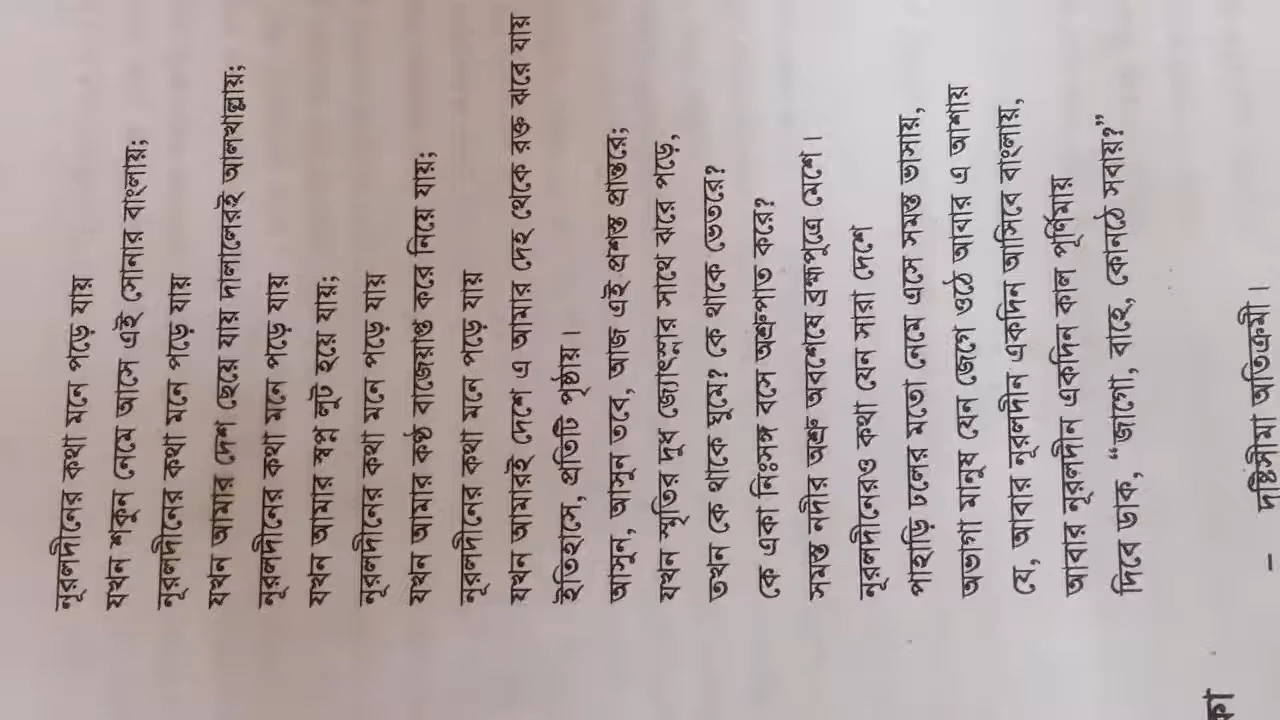 নূরলদীনের কথা মনে পড়ে যায়
যখন শকুন নেমে আসে এই সোনার বাংলায়;
নূরলদীনের কথা মনে পড়ে যায়
যখন আমার দেশ ছেয়ে যায় দালালেরই আলখাল্লায়;
নূরলদীনের কথা মনে পড়ে যায়
যখন আমার স্বপ্ন লুট হয়ে যায়;
নূরলদীনের কথা মনে পড়ে যায়
যখন আমার কণ্ঠ বাজেয়াপ্ত করে নিয়ে যায়;
নূরলদীনের কথা মনে পড়ে যায়
যখন আমারই দেশে এ আমার দেহ থেকে রক্ত ঝরে যায়
ইতিহাসে, প্রতিটি পৃষ্ঠায়।
আসুন, আসুন তবে, আজ এই প্রশস্ত প্রান্তরে;
যখন স্মৃতির দুধ জ্যোৎস্নার সাথে ঝরে পড়ে,
তখন কে থাকে ঘুমে? কে থাকে ভেতরে?
কে একা নিঃসঙ্গ বসে অশ্রুপাত করে?
সমস্ত নদীর অশ্রু অবশেষে ব্রহ্মপুত্রে মেশে।
নূরলদীনেরও কথা যেন সারা দেশে
পাহাড়ি ঢলের মতো নেমে এসে সমস্ত ভাসায়,
অভাগা মানুষ যেন জেগে ওঠে আবার এ আশায়
যে, আবার নূরলদীন একদিন আসিবে বাংলায়,
আবার নূরলদীন একদিন কাল পূর্ণিমায়
দিবে ডাক, “জাগো, বাহে, কোনঠে সবায়?”
– দৃষ্টিসীমা অতিক্রমী।